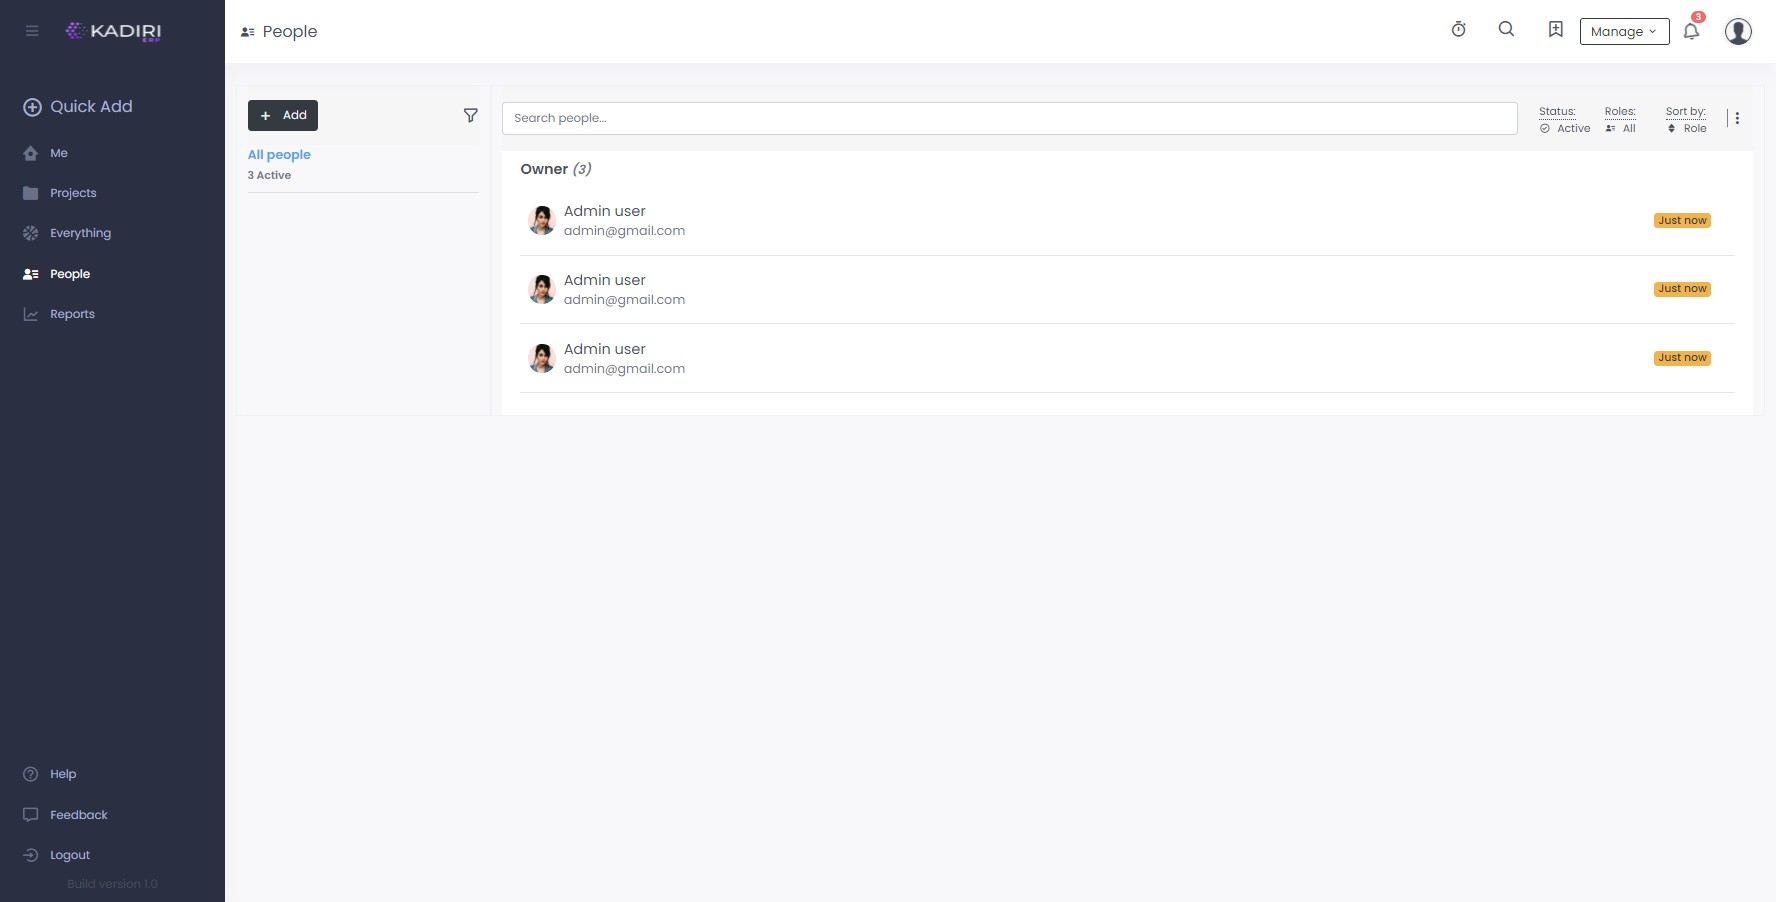 KADIRI
ERP
People
Manage
3
Quick Add
Me
Projects
Everything
People
Reports
Help
Feedback
Logout
Build version 1.0
+ Add
All people
3 Active
Search people...
Status:
Active
Roles:
All
Sort by:
Role
Owner (3)
Admin user
admin@gmail.com
Just now
Admin user
admin@gmail.com
Just now
Admin user
admin@gmail.com
Just now